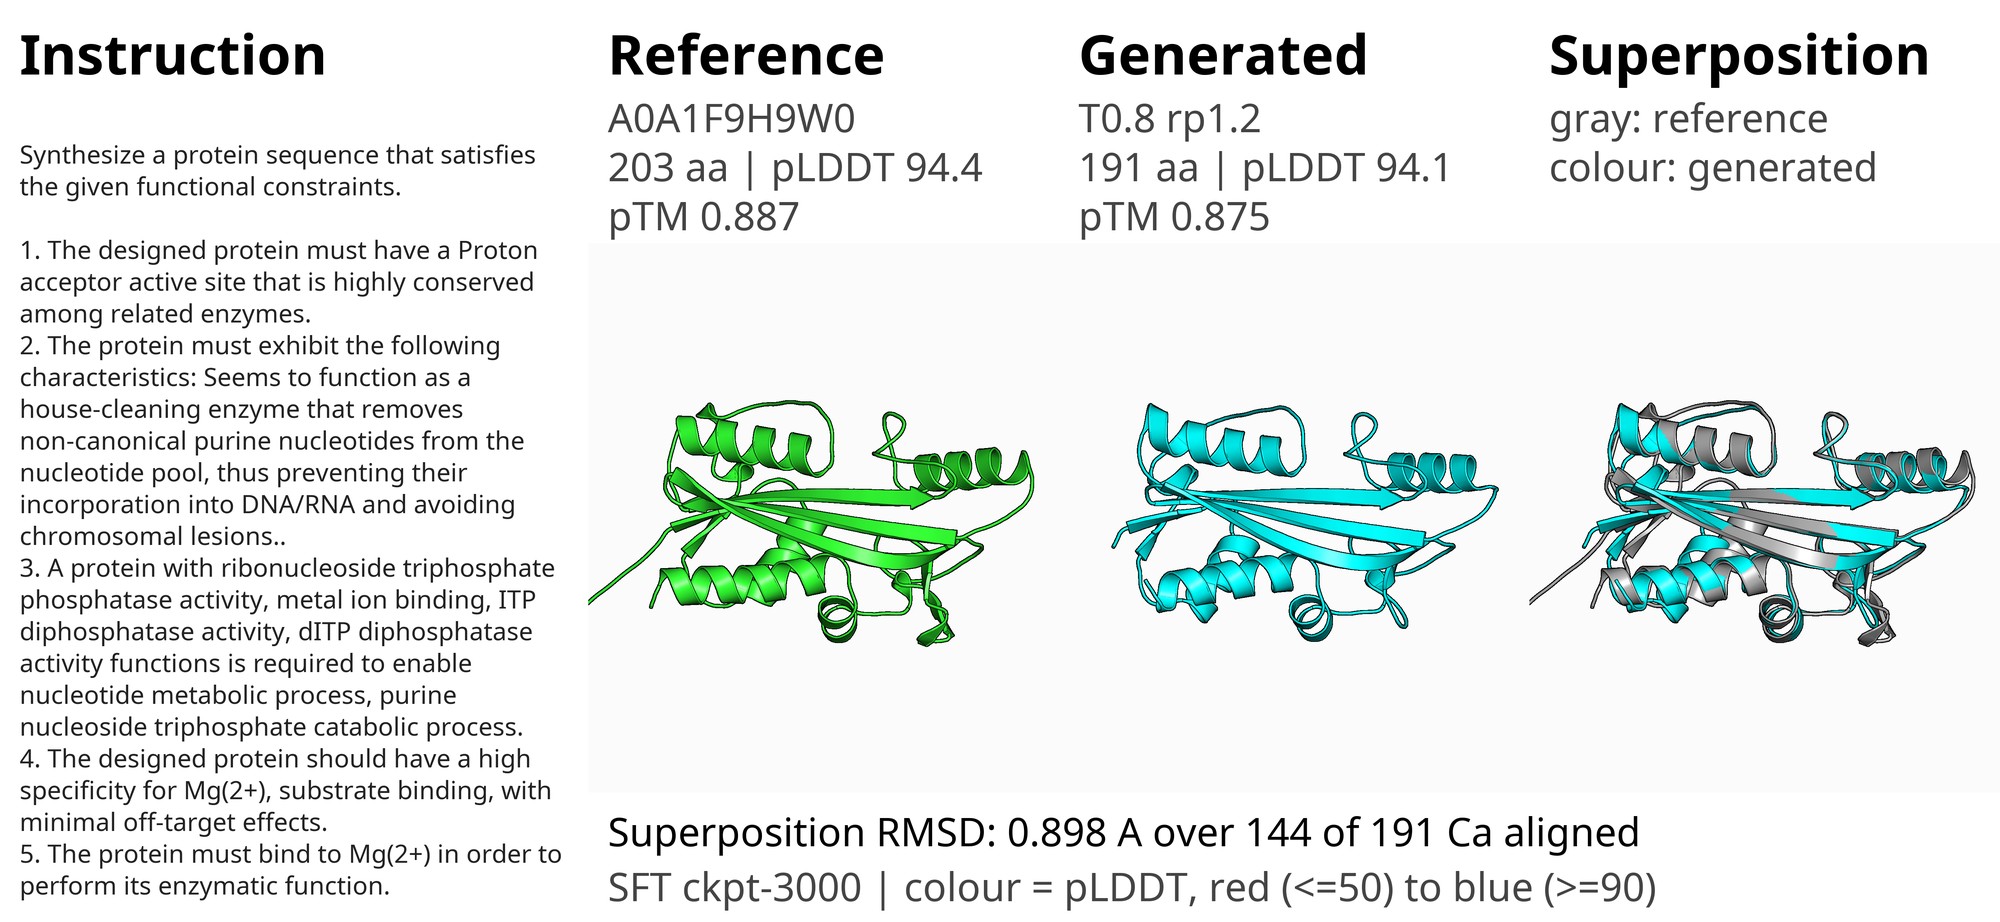 Instruction
Synthesize a protein sequence that satisfies
the given functional constraints.
1. The designed protein must have a Proton
acceptor active site that is highly conserved
among related enzymes.
2. The protein must exhibit the following
characteristics: Seems to function as a
house-cleaning enzyme that removes
non-canonical purine nucleotides from the
nucleotide pool, thus preventing their
incorporation into DNA/RNA and avoiding
chromosomal lesions..
3. A protein with ribonucleoside triphosphate
phosphatase activity, metal ion binding, ITP
diphosphatase activity, dITP diphosphatase
activity functions is required to enable
nucleotide metabolic process, purine
nucleoside triphosphate catabolic process.
4. The designed protein should have a high
specificity for Mg(2+), substrate binding, with
minimal off-target effects.
5. The protein must bind to Mg(2+) in order to
perform its enzymatic function.
Reference
A0A1F9H9W0
203 aa | pLDDT 94.4
pTM 0.887
Generated
T0.8 rp1.2
191 aa | pLDDT 94.1
pTM 0.875
Superposition
gray: reference
colour: generated
Superposition RMSD: 0.898 A over 144 of 191 Ca aligned
SFT ckpt-3000 | colour = pLDDT, red (<=50) to blue (>=90)